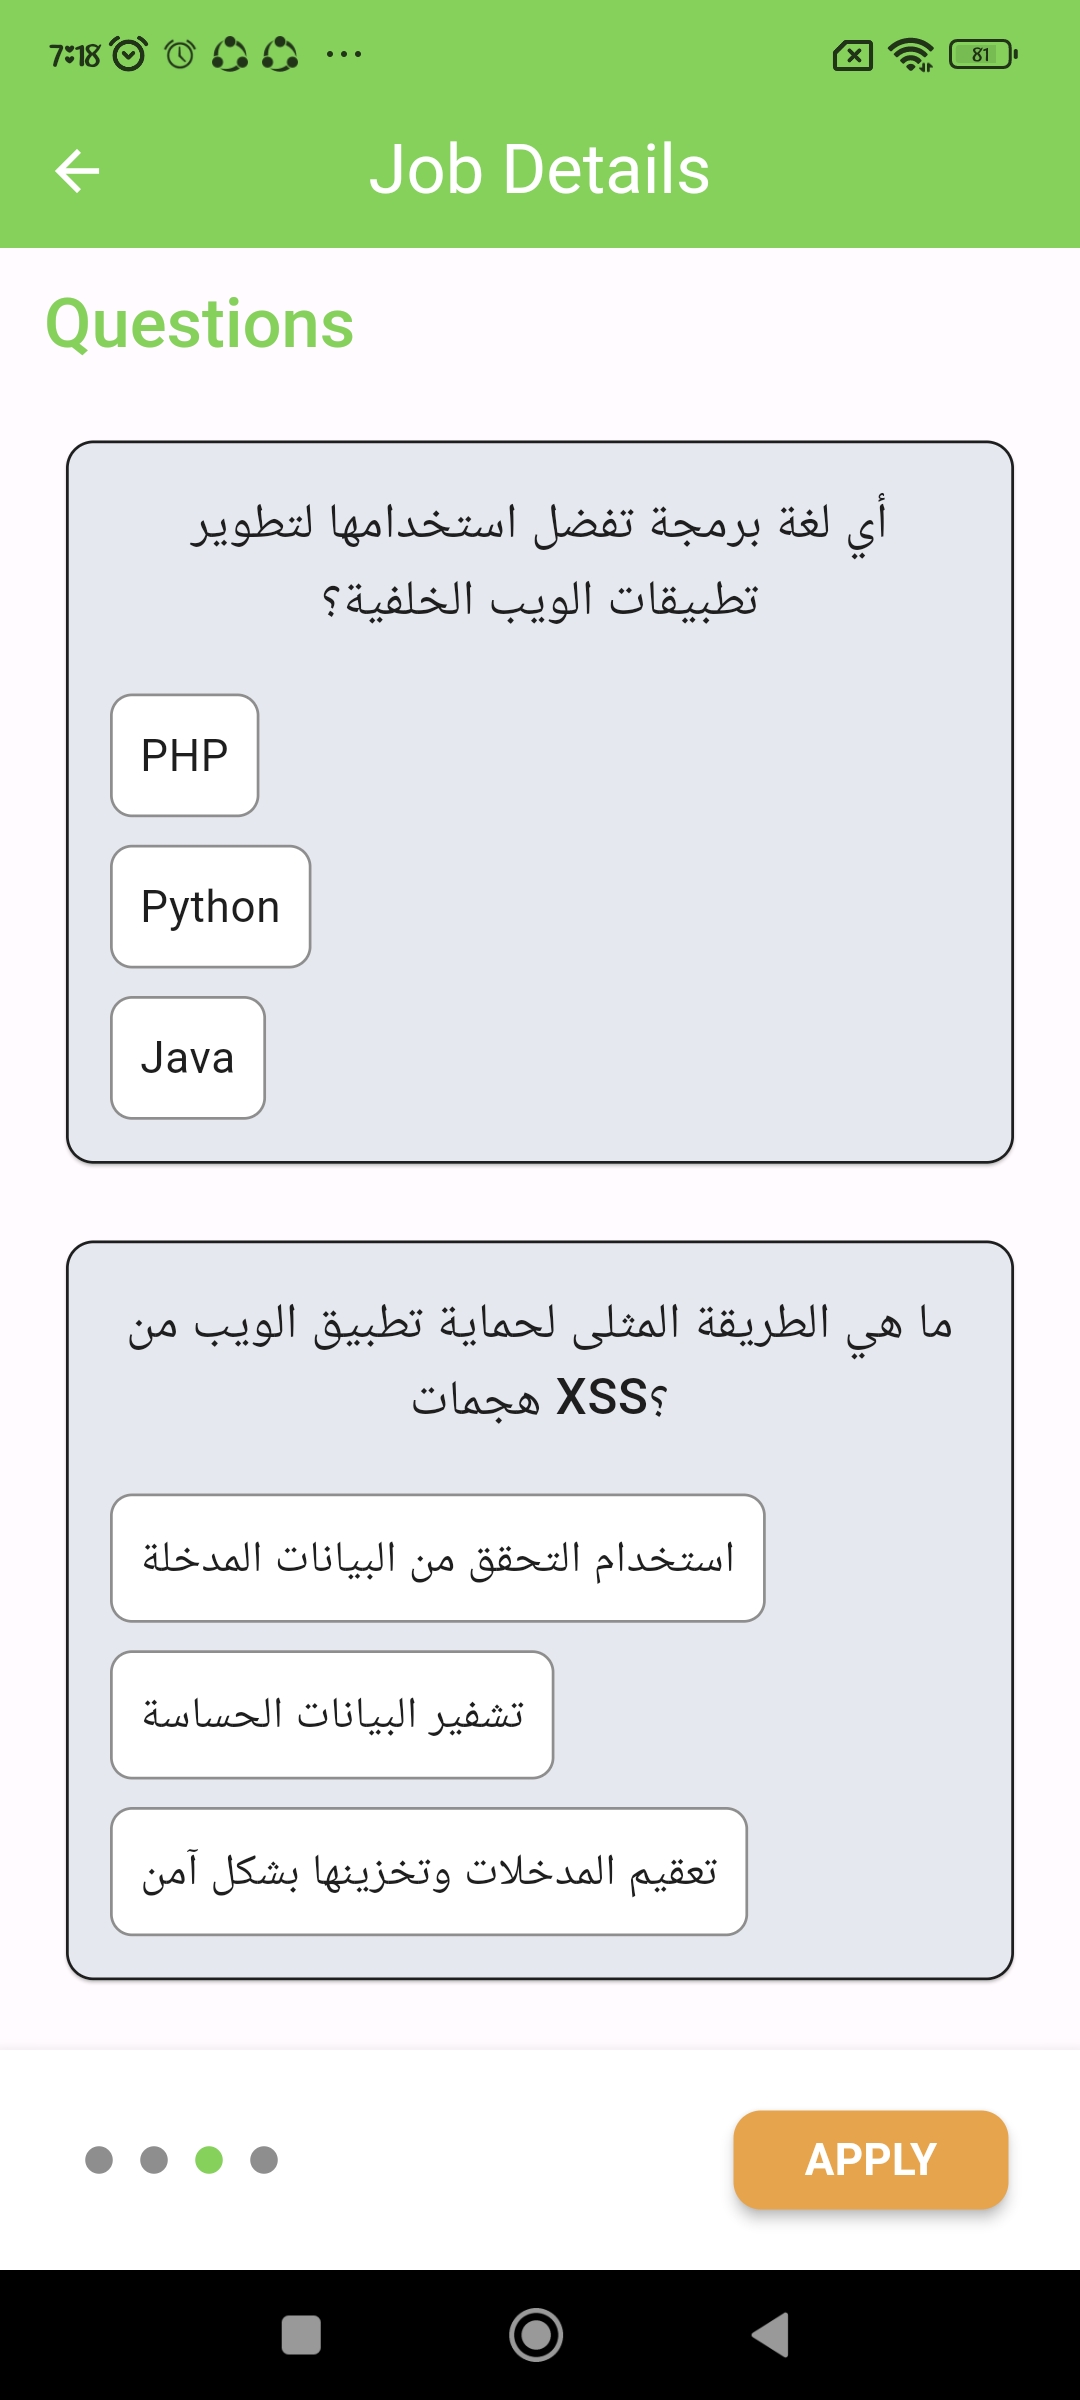 7:18
81
Job Details
Questions
أي لغة برمجة تفضل استخدامها لتطوير
تطبيقات الويب الخلفية؟
PHP
Python
Java
ما هي الطريقة المثلى لحماية تطبيق الويب من
هجمات XSS؟
استخدام التحقق من البيانات المدخلة
تشفير البيانات الحساسة
تعقيم المدخلات وتخزينها بشكل آمن
APPLY